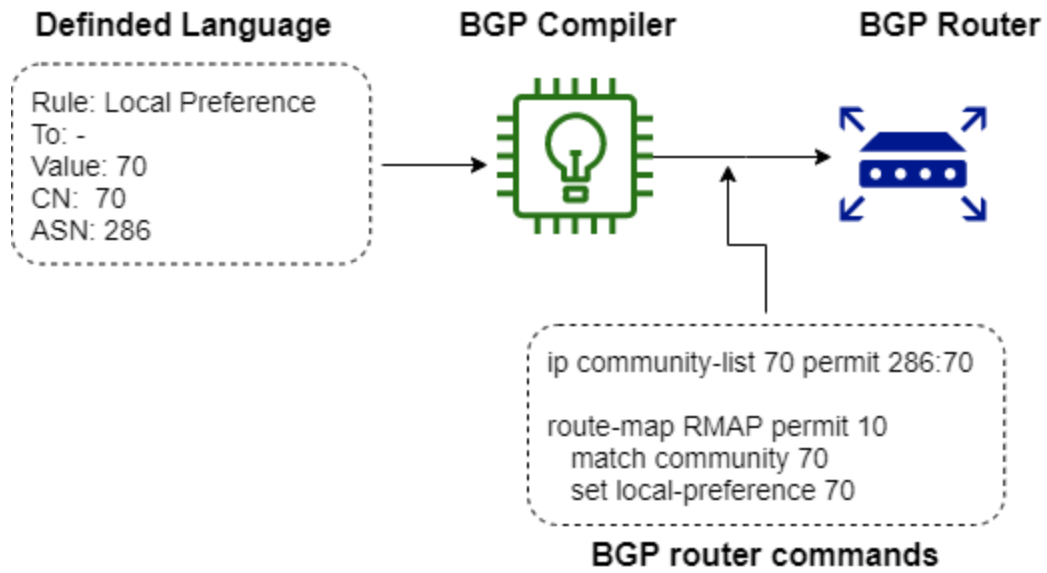 Definded Language
BGP Compiler
BGP Router
Rule: Local Preference
To: -
Value: 70
CN:  70
ASN: 286
ip community-list 70 permit 286:70
route-map RMAP permit 10
match community 70
set local-preference 70
BGP router commands